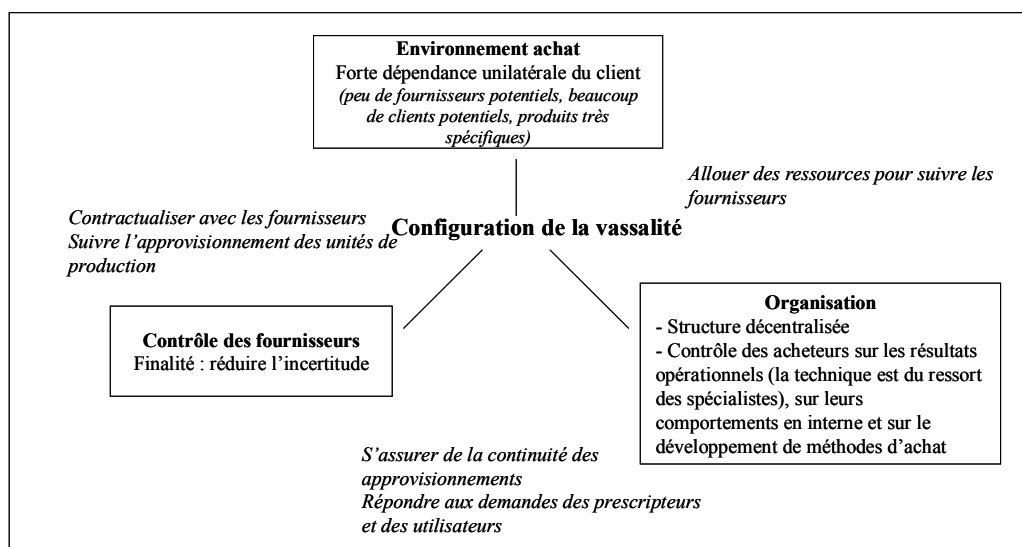 Environnement achat
Forte dépendance unilatérale du client
(peu de fournisseurs potentiels, beaucoup
de clients potentiels, produits très
spécifiques)
Allouer des ressources pour suivre les
fournisseurs
Contractualiser avec les fournisseurs
Suivre l'approvisionnement des unités de
production
Configuration de la vassalité
Contrôle des fournisseurs
Finalité : réduire l'incertitude
Organisation
- Structure décentralisée
- Contrôle des acheteurs sur les résultats
opérationnels (la technique est du ressort
des spécialistes), sur leurs
comportements en interne et sur le
développement de méthodes d'achat
S'assurer de la continuité des
approvisionnements
Répondre aux demandes des prescripteurs
et des utilisateurs